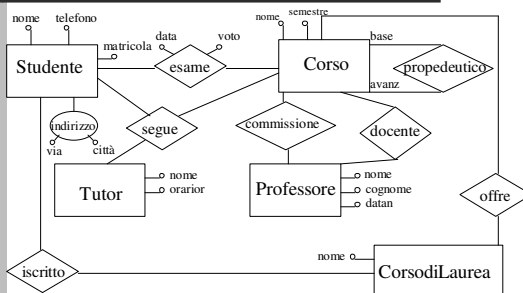 nome telefono
matricola
Studente
data voto
esame
nome semestre
Corso
base
propedeutico
avanz
indirizzo
via città
segue
commissione
docente
Tutor
nome
orarior
Professore
nome
cognome
datan
offre
iscritto
nome
CorsodiLaurea